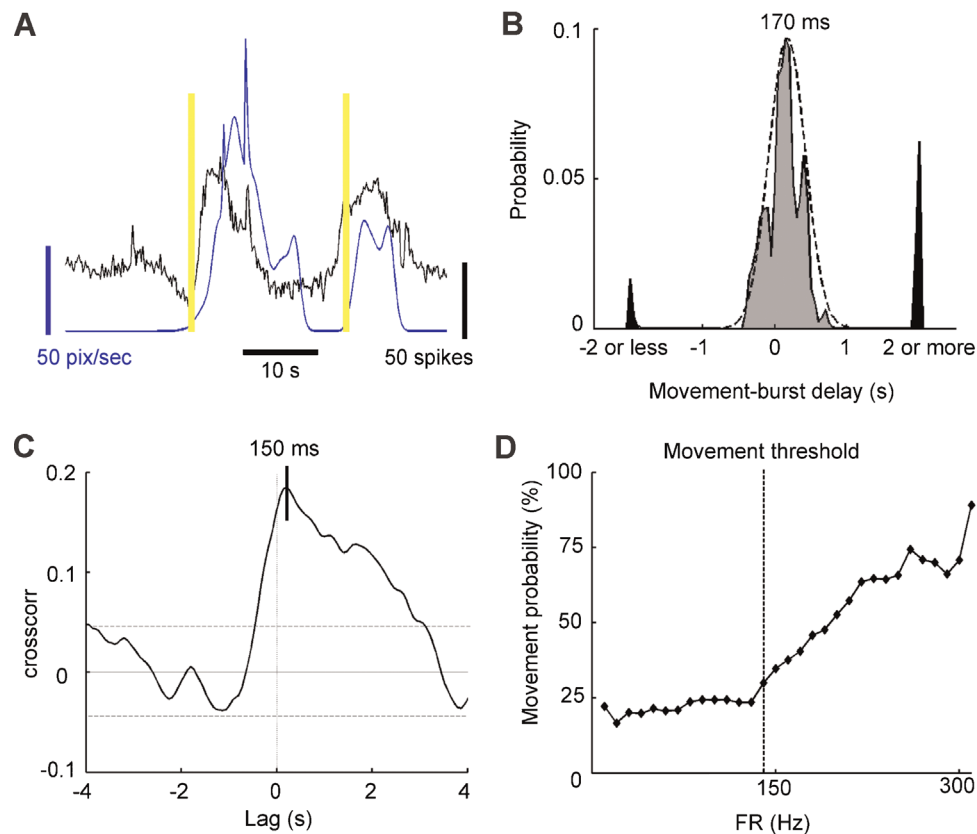 A
50 pix/sec
10 s
50 spikes
B
170 ms
0.1
0.05
0
Probability
-2 or less
-1
0
1
2 or more
Movement-burst delay (s)
C
150 ms
0.2
0.1
0
-0.1
crosscorr
-4
-2
0
2
4
Lag (s)
D
Movement threshold
100
75
50
25
0
Movement probability (%)
150
300
FR (Hz)